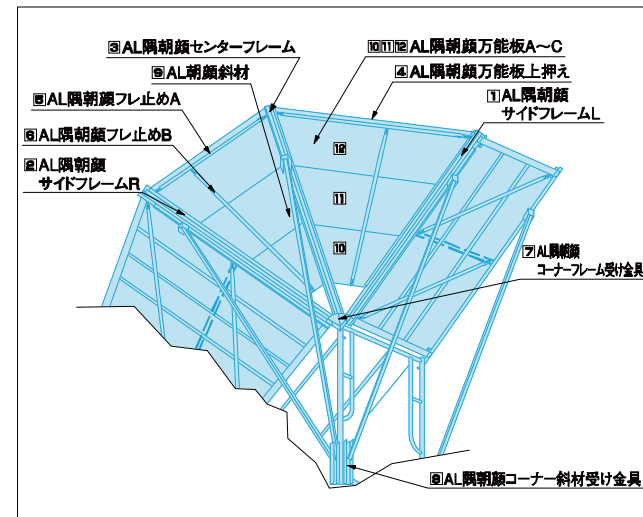 3 AL隅朝顔センターフレーム
10 11 12 AL隅朝顔万能板A～C
9 AL朝顔斜材
4 AL隅朝顔万能板上押え
5 AL隅朝顔フレ止めA
1 AL隅朝顔
サイドフレームL
6 AL隅朝顔フレ止めB
12
2 AL隅朝顔
サイドフレームR
11
10
7 AL隅朝顔
コーナーフレーム受け金具
8 AL隅朝顔コーナー斜材受け金具